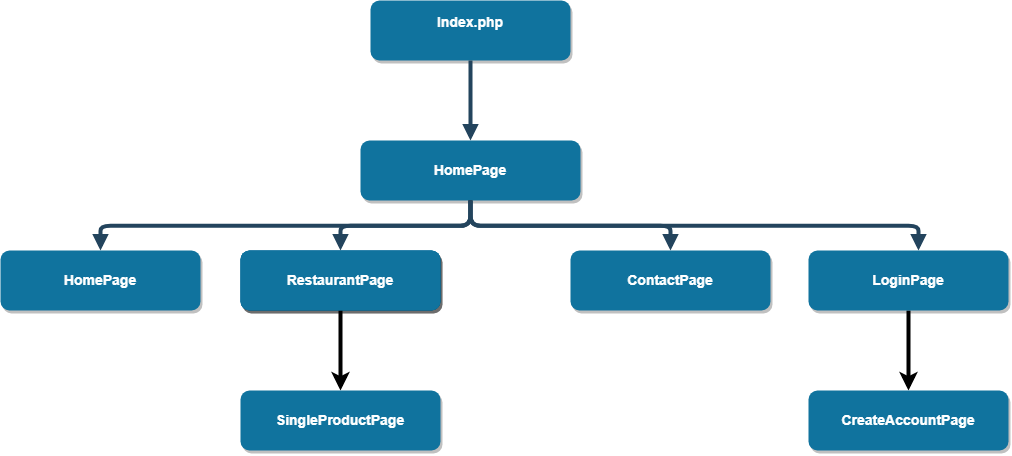 Index.php
HomePage
HomePage
RestaurantPage
ContactPage
LoginPage
SingleProductPage
CreateAccountPage